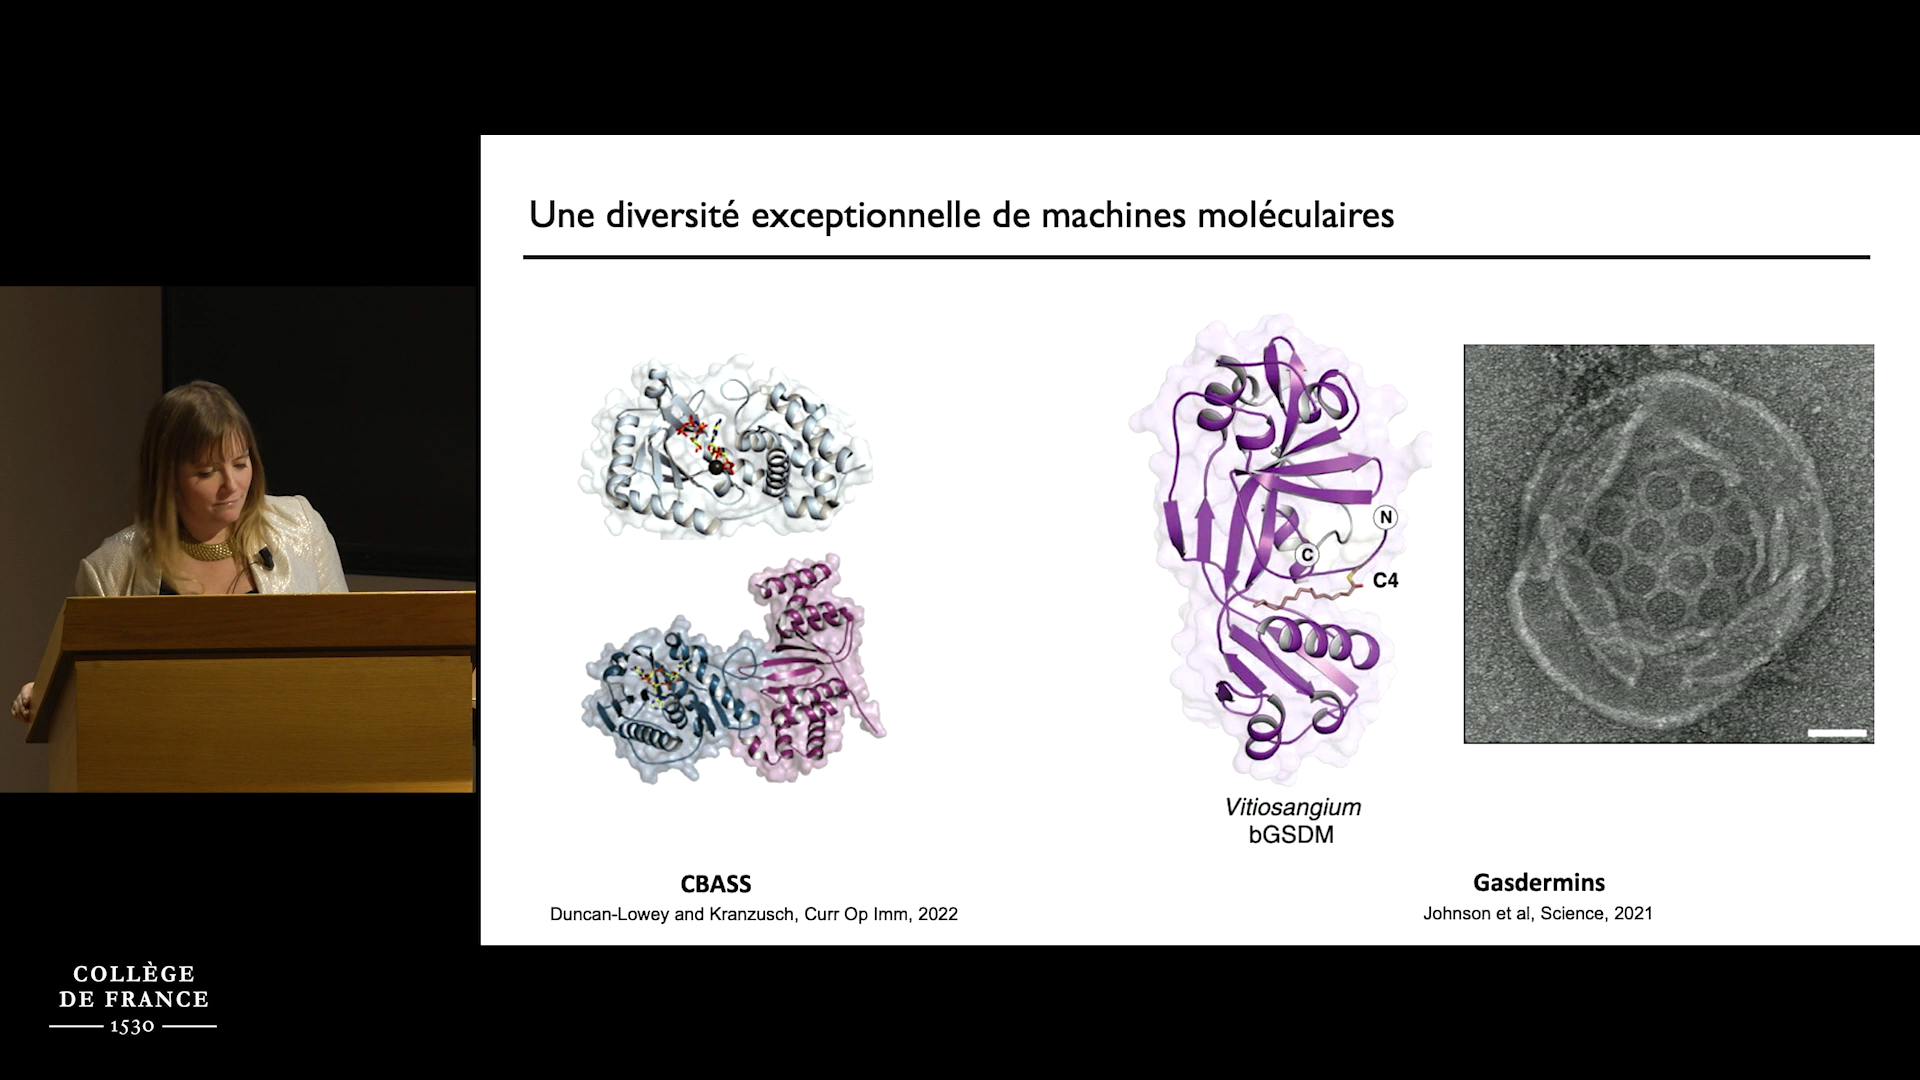 Une diversité exceptionnelle de machines moléculaires
N
C
C4
Vitiosangium
bGSDM
CBASS
Duncan-Lowey and Kranzusch, Curr Op Imm, 2022
Gasdermins
Johnson et al, Science, 2021
COLLÈGE
DE FRANCE
1530